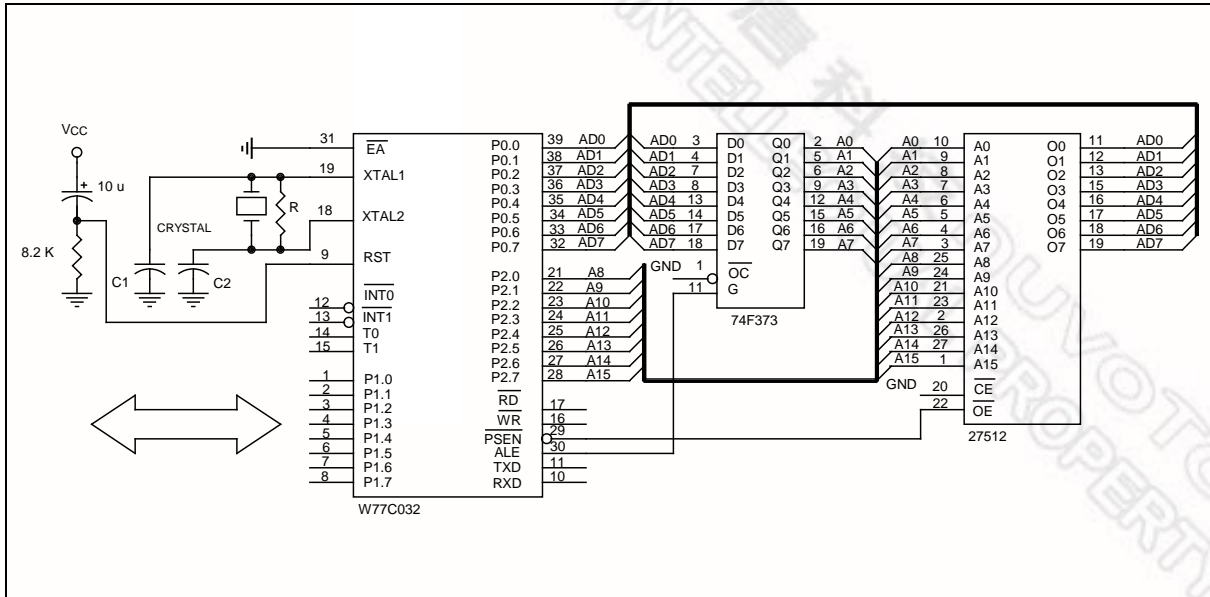 VCC
10 u
8.2 K
C1
C2
CRYSTAL
R
31
19
18
9
12
13
14
15
1
2
3
4
5
6
7
8
EA
XTAL1
XTAL2
RST
INT0
INT1
T0
T1
P1.0
P1.1
P1.2
P1.3
P1.4
P1.5
P1.6
P1.7
P0.0 39 AD0
P0.1 38 AD1
P0.2 37 AD2
P0.3 36 AD3
P0.4 35 AD4
P0.5 34 AD5
P0.6 33 AD6
P0.7 32 AD7
P2.0 21 A8
P2.1 22 A9
P2.2 23 A10
P2.3 24 A11
P2.4 25 A12
P2.5 26 A13
P2.6 27 A14
P2.7 28 A15
RD 17
WR 16
PSEN 29
ALE 30
TXD 11
RXD 10
W77C032
AD0 3 D0 Q0 2 A0
AD1 4 D1 Q1 5 A1
AD2 7 D2 Q2 6 A2
AD3 8 D3 Q3 9 A3
AD4 13 D4 Q4 12 A4
AD5 14 D5 Q5 15 A5
AD6 17 D6 Q6 16 A6
AD7 18 D7 Q7 19 A7
GND 1 OC
11 G
74F373
A0 10 A0 O0 11 AD0
A1 9 A1 O1 12 AD1
A2 8 A2 O2 13 AD2
A3 7 A3 O3 15 AD3
A4 6 A4 O4 16 AD4
A5 5 A5 O5 17 AD5
A6 4 A6 O6 18 AD6
A7 3 A7 O7 19 AD7
A8 25 A8
A9 24 A9
A10 21 A10
A11 23 A11
A12 2 A12
A13 26 A13
A14 27 A14
A15 1 A15
GND 20 CE
22 OE
27512
INTELLECTUAL
PROPERTY